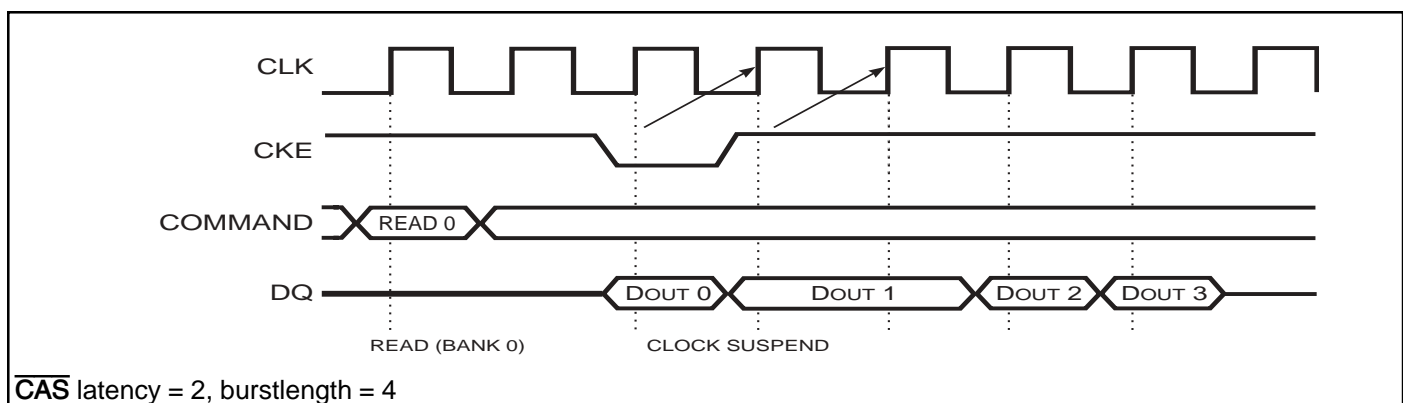 CLK
CKE
COMMAND READ 0
DQ DOUT 0 DOUT 1 DOUT 2 DOUT 3
READ (BANK 0) CLOCK SUSPEND
CAS latency = 2, burstlength = 4